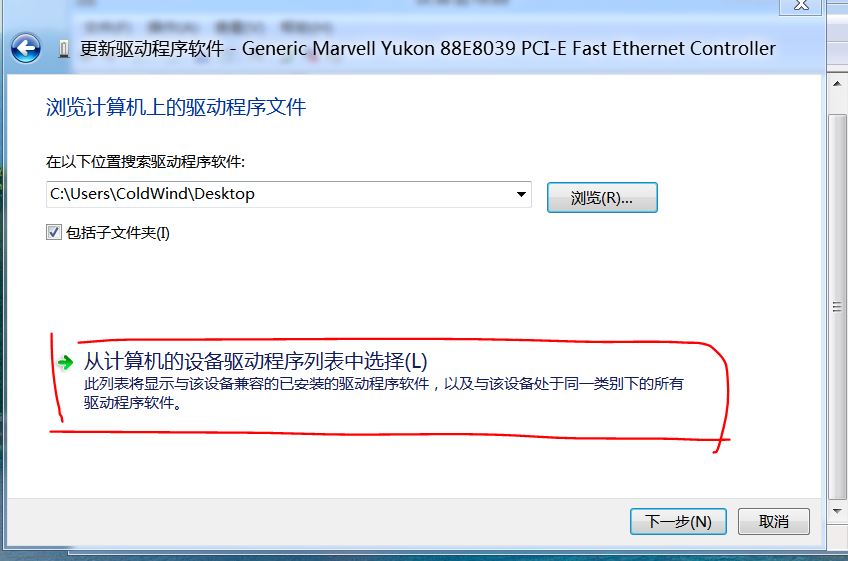 更新驱动程序软件 - Generic Marvell Yukon 88E8039 PCI-E Fast Ethernet Controller
浏览计算机上的驱动程序文件
在以下位置搜索驱动程序软件:
C:\Users\ColdWind\Desktop
浏览(R)...
包括子文件夹(I)
从计算机的设备驱动程序列表中选择(L)
此列表将显示与该设备兼容的已安装的驱动程序软件，以及与该设备处于同一类别下的所有
驱动程序软件。
下一步(N)
取消